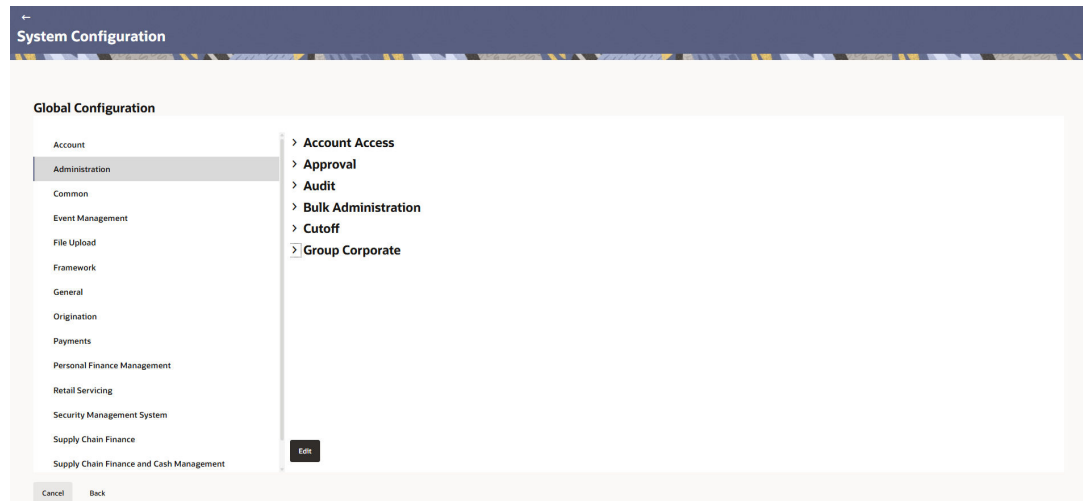 ←
System Configuration
Global Configuration
Account
Administration
Common
Event Management
File Upload
Framework
General
Origination
Payments
Personal Finance Management
Retail Servicing
Security Management System
Supply Chain Finance
Supply Chain Finance and Cash Management
> Account Access
> Approval
> Audit
> Bulk Administration
> Cutoff
> Group Corporate
Edit
Cancel Back